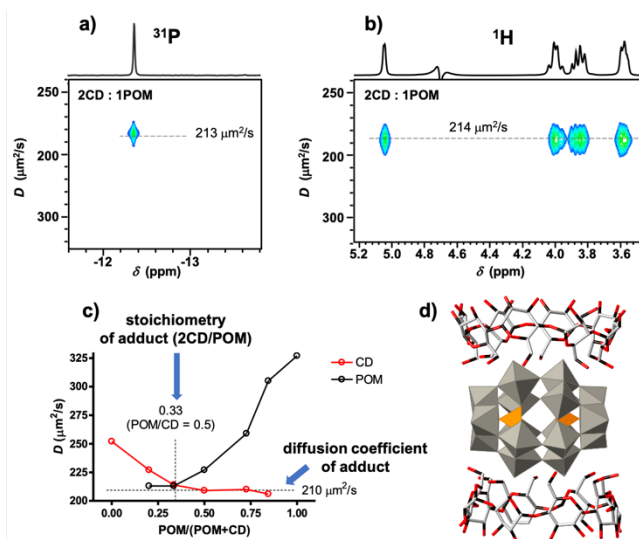 a)
³¹P
2CD : 1POM
213 µm²/s
250
200
300
D (µm²/s)
-12
-13
δ (ppm)
b)
¹H
2CD : 1POM
214 µm²/s
250
200
300
D (µm²/s)
5.2 5.0 4.8 4.6 4.4 4.2 4.0 3.8 3.6
δ (ppm)
c)
stoichiometry
of adduct (2CD/POM)
0.33
(POM/CD = 0.5)
CD
POM
diffusion coefficient
of adduct
210 µm²/s
350
325
300
275
250
225
200
D (µm²/s)
0.00 0.25 0.50 0.75 1.00
POM/(POM+CD)
d)